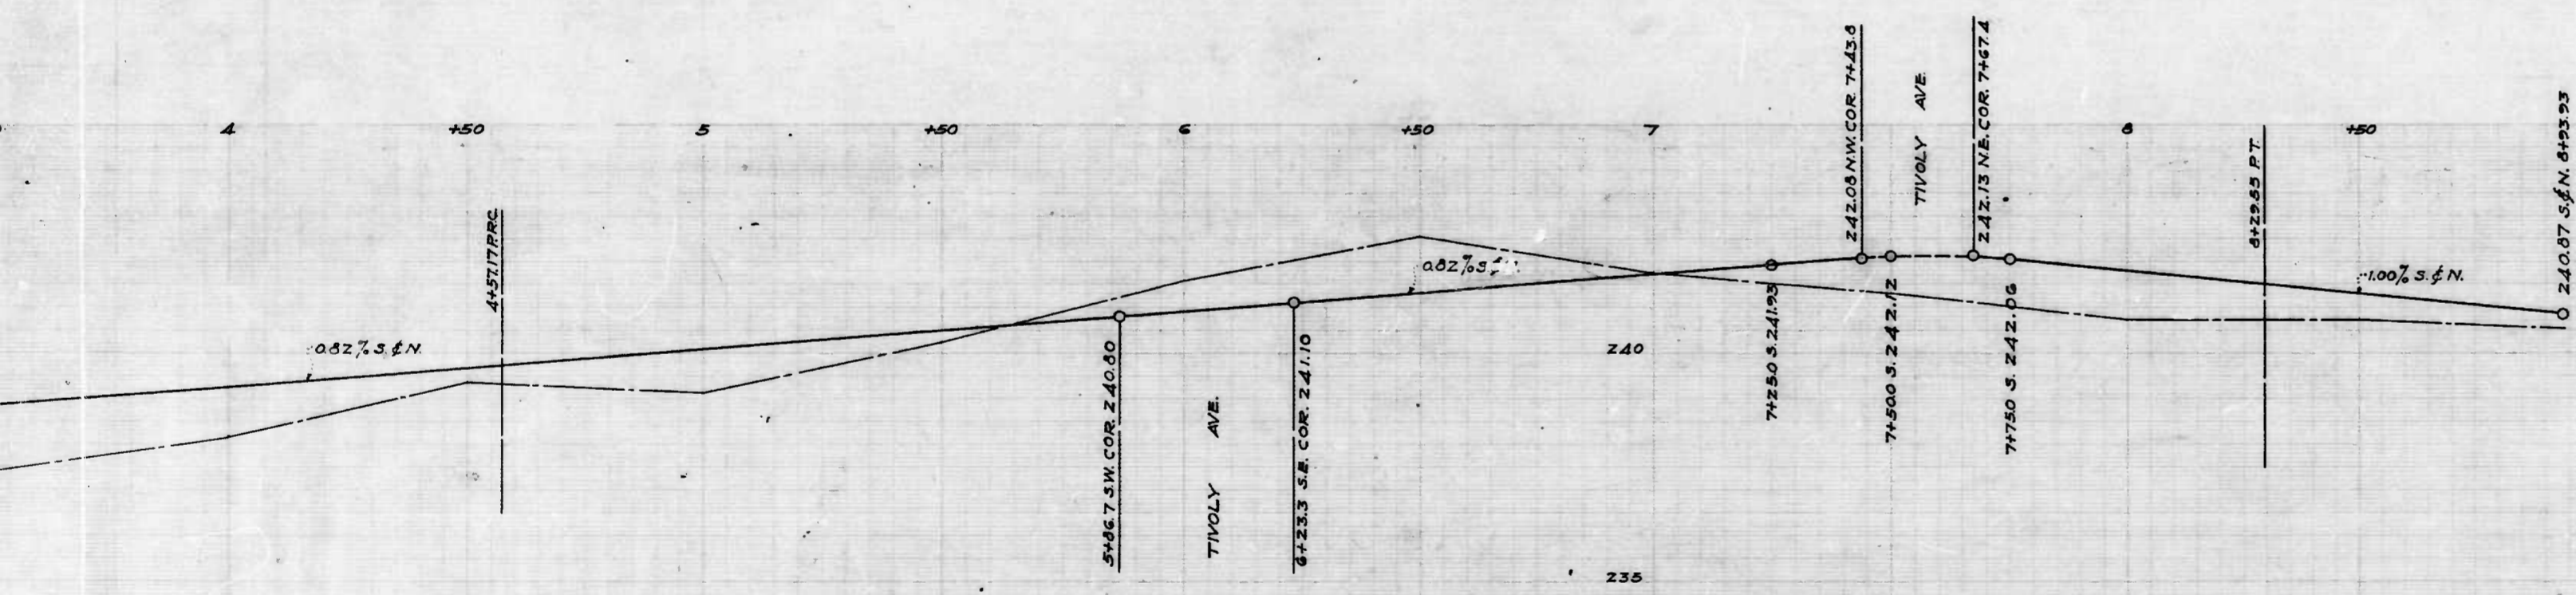 4 +50 5 +50 6 +50 7 8 +50
4+57.17 P.R.C.
0.82% S. & N.
5+86.7 S.W. COR. 240.80
TIVOLY AVE.
6+23.3 S.E. COR. 241.10
0.82% S & N.
240
235
7+25.0 S. 241.93
242.08 N.W. COR. 7+43.8
7+50.0 S. 242.12
TIVOLY AVE.
242.13 N.E. COR. 7+67.4
7+75.0 S. 242.06
8+29.55 P.T.
-1.00% S. & N.
240.87 S. & N. 8+93.93